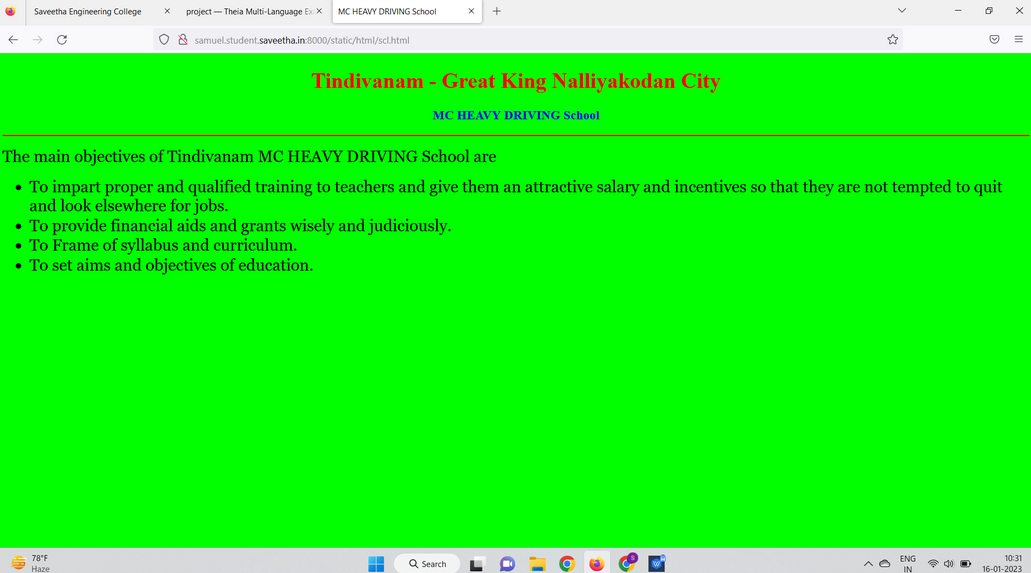 Saveetha Engineering College
project — Theia Multi-Language Ex
MC HEAVY DRIVING School
samuel.student.saveetha.in:8000/static/html/scl.html
Tindivanam - Great King Nalliyakodan City
MC HEAVY DRIVING School
The main objectives of Tindivanam MC HEAVY DRIVING School are
To impart proper and qualified training to teachers and give them an attractive salary and incentives so that they are not tempted to quit
and look elsewhere for jobs.
To provide financial aids and grants wisely and judiciously.
To Frame of syllabus and curriculum.
To set aims and objectives of education.
78°F
Haze
Search
S
ENG
IN
10:31
16-01-2023